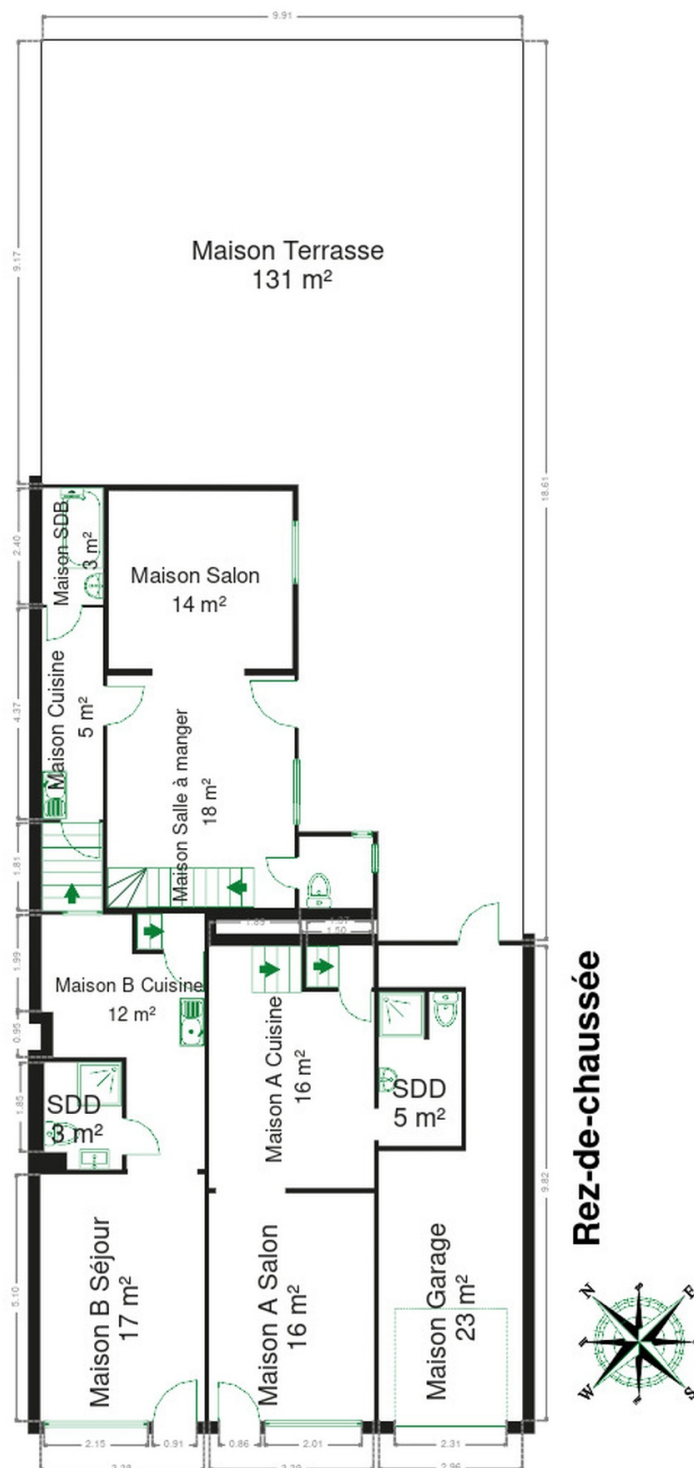 9.91
Maison Terrasse
131 m²
9.17
18.61
2.40
Maison SDB
3 m²
Maison Salon
14 m²
4.37
Maison Cuisine
5 m²
Maison Salle à manger
18 m²
1.81
1.50
1.99
Maison B Cuisine
12 m²
0.95
Maison A Cuisine
16 m²
SDD
5 m²
1.85
SDD
3 m²
9.82
Rez-de-chaussée
5.10
Maison B Séjour
17 m²
Maison A Salon
16 m²
Maison Garage
23 m²
N
E
W
S
2.15
0.91
0.86
2.01
2.31
2.96